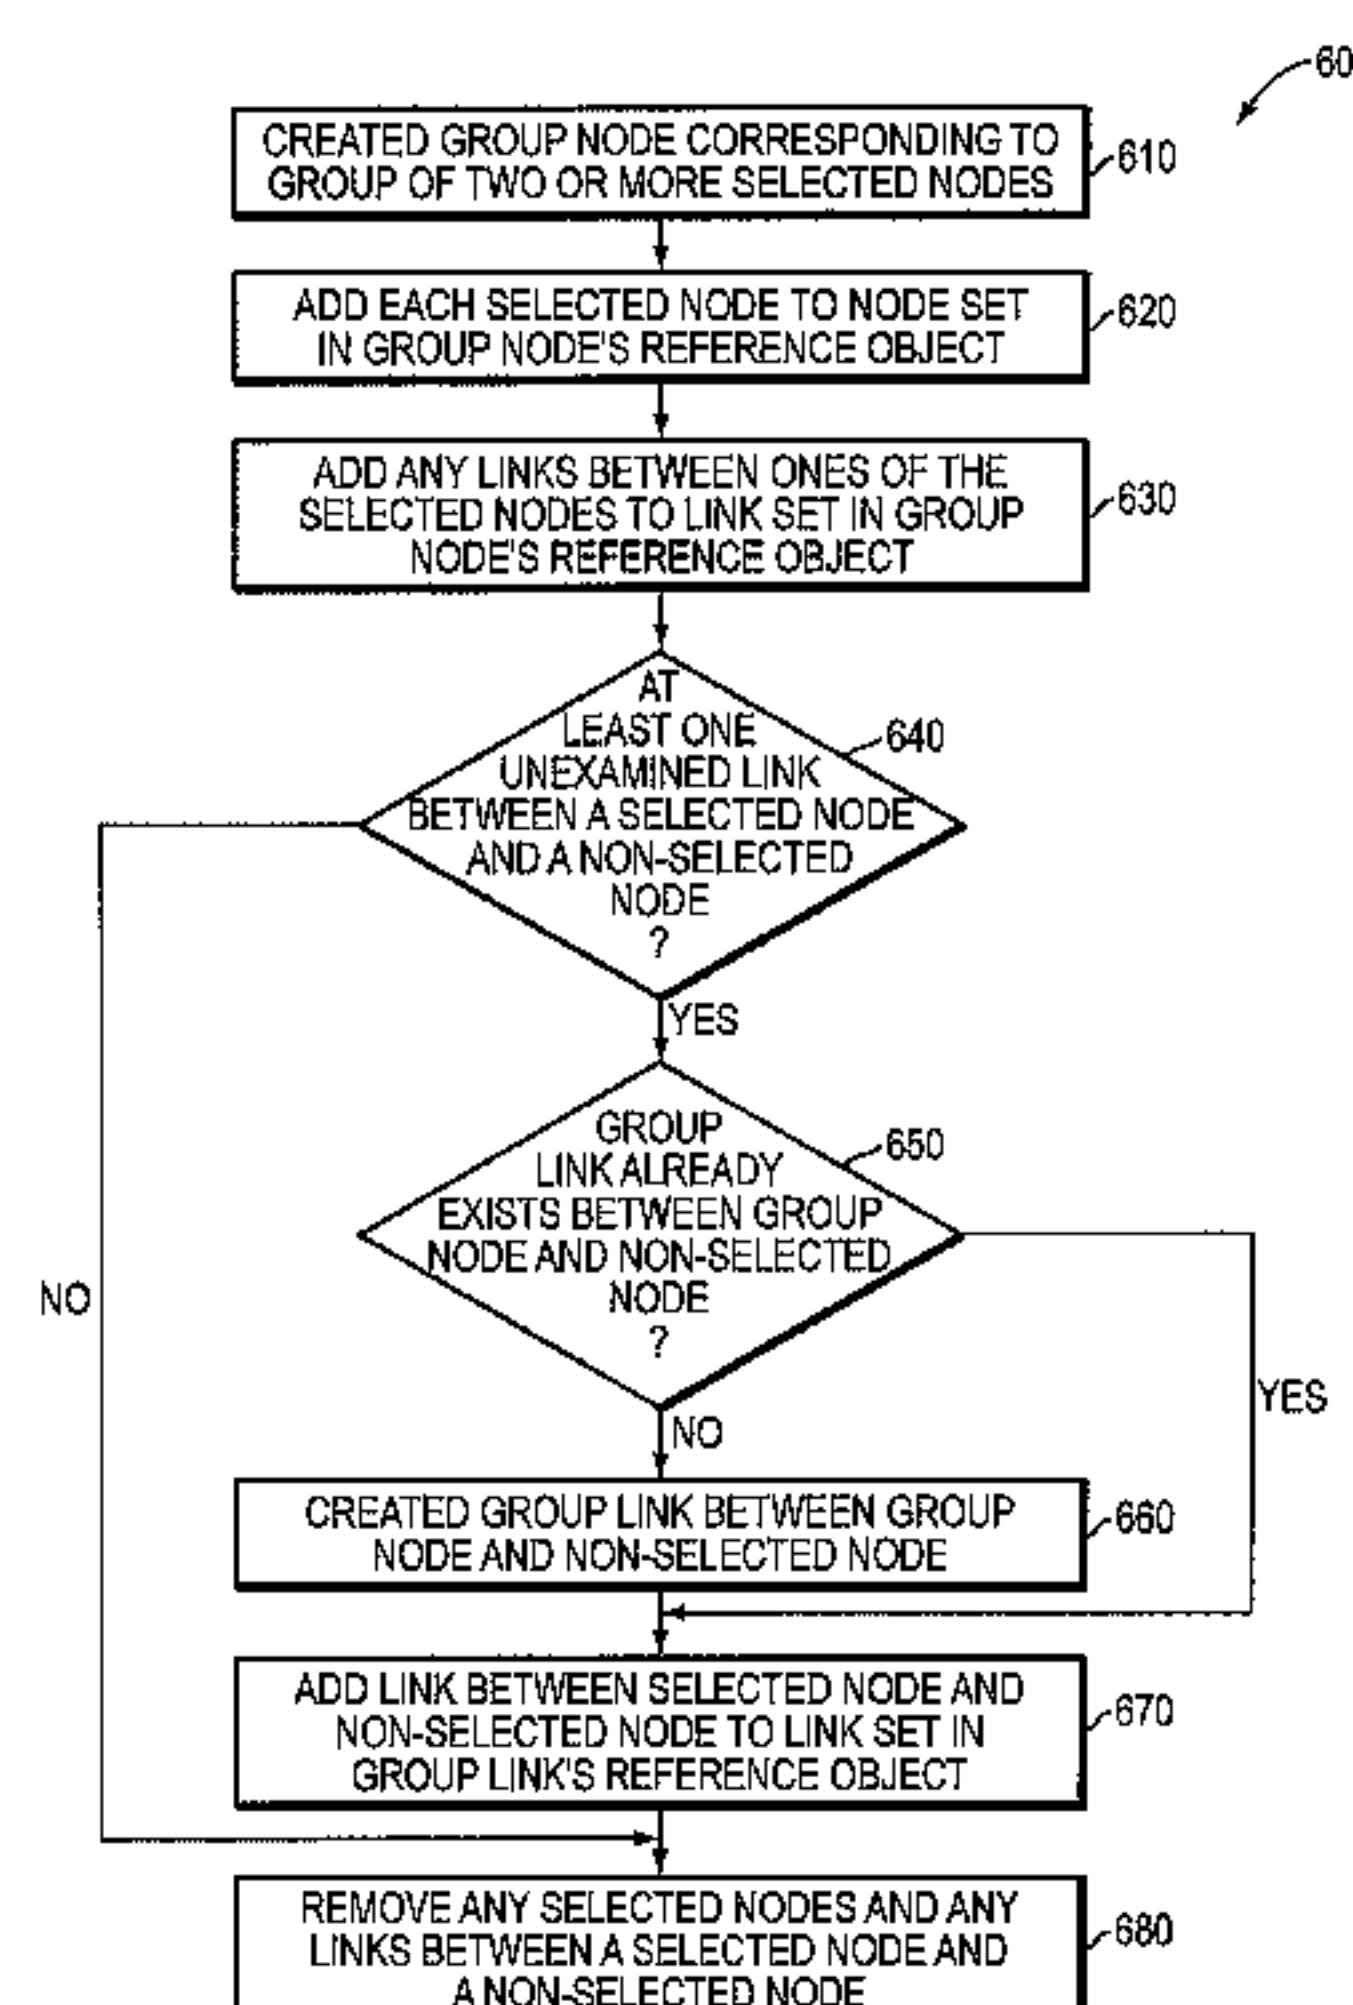 60
CREATED GROUP NODE CORRESPONDING TO
GROUP OF TWO OR MORE SELECTED NODES
610
ADD EACH SELECTED NODE TO NODE SET
IN GROUP NODE'S REFERENCE OBJECT
620
ADD ANY LINKS BETWEEN ONES OF THE
SELECTED NODES TO LINK SET IN GROUP
NODE'S REFERENCE OBJECT
630
AT
LEAST ONE
UNEXAMINED LINK
BETWEEN A SELECTED NODE
AND A NON-SELECTED
NODE
?
640
YES
GROUP
LINK ALREADY
EXISTS BETWEEN GROUP
NODE AND NON-SELECTED
NODE
?
650
NO
YES
NO
CREATED GROUP LINK BETWEEN GROUP
NODE AND NON-SELECTED NODE
660
ADD LINK BETWEEN SELECTED NODE AND
NON-SELECTED NODE TO LINK SET IN
GROUP LINK'S REFERENCE OBJECT
670
REMOVE ANY SELECTED NODES AND ANY
LINKS BETWEEN A SELECTED NODE AND
A NON-SELECTED NODE
680